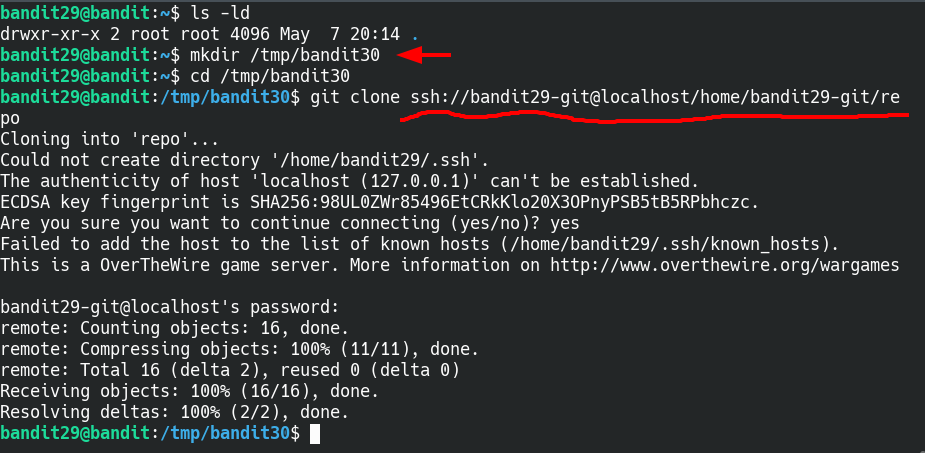 bandit29@bandit:~$ ls -ld
drwxr-xr-x 2 root root 4096 May  7 20:14 .
bandit29@bandit:~$ mkdir /tmp/bandit30
bandit29@bandit:~$ cd /tmp/bandit30
bandit29@bandit:/tmp/bandit30$ git clone ssh://bandit29-git@localhost/home/bandit29-git/re
po
Cloning into 'repo'...
Could not create directory '/home/bandit29/.ssh'.
The authenticity of host 'localhost (127.0.0.1)' can't be established.
ECDSA key fingerprint is SHA256:98UL0ZWr85496EtCRkKlo20X3OPnyPSB5tB5RPbhczc.
Are you sure you want to continue connecting (yes/no)? yes
Failed to add the host to the list of known hosts (/home/bandit29/.ssh/known_hosts).
This is a OverTheWire game server. More information on http://www.overthewire.org/wargames
bandit29-git@localhost's password:
remote: Counting objects: 16, done.
remote: Compressing objects: 100% (11/11), done.
remote: Total 16 (delta 2), reused 0 (delta 0)
Receiving objects: 100% (16/16), done.
Resolving deltas: 100% (2/2), done.
bandit29@bandit:/tmp/bandit30$